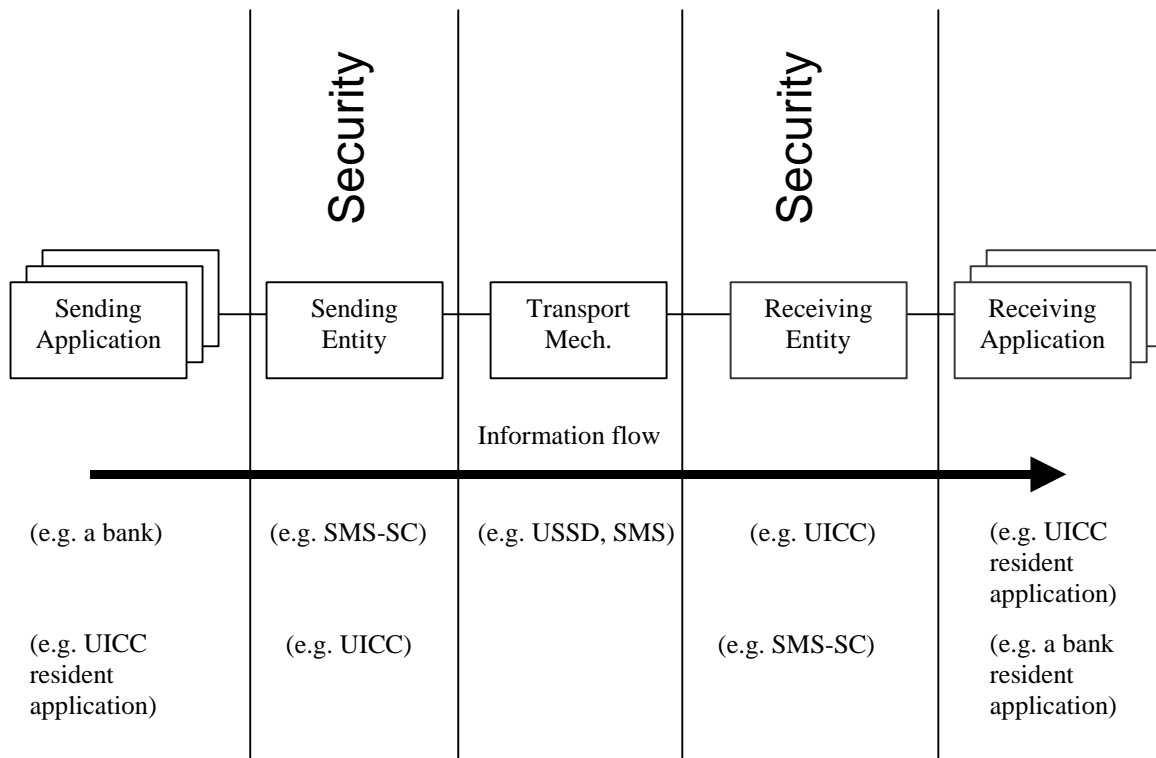 Security
Security
Sending
Application
Sending
Entity
Transport
Mech.
Receiving
Entity
Receiving
Application
Information flow
(e.g. a bank)
(e.g. SMS-SC)
(e.g. USSD, SMS)
(e.g. UICC)
(e.g. UICC
resident
application)
(e.g. UICC
resident
application)
(e.g. UICC)
(e.g. SMS-SC)
(e.g. a bank
resident
application)